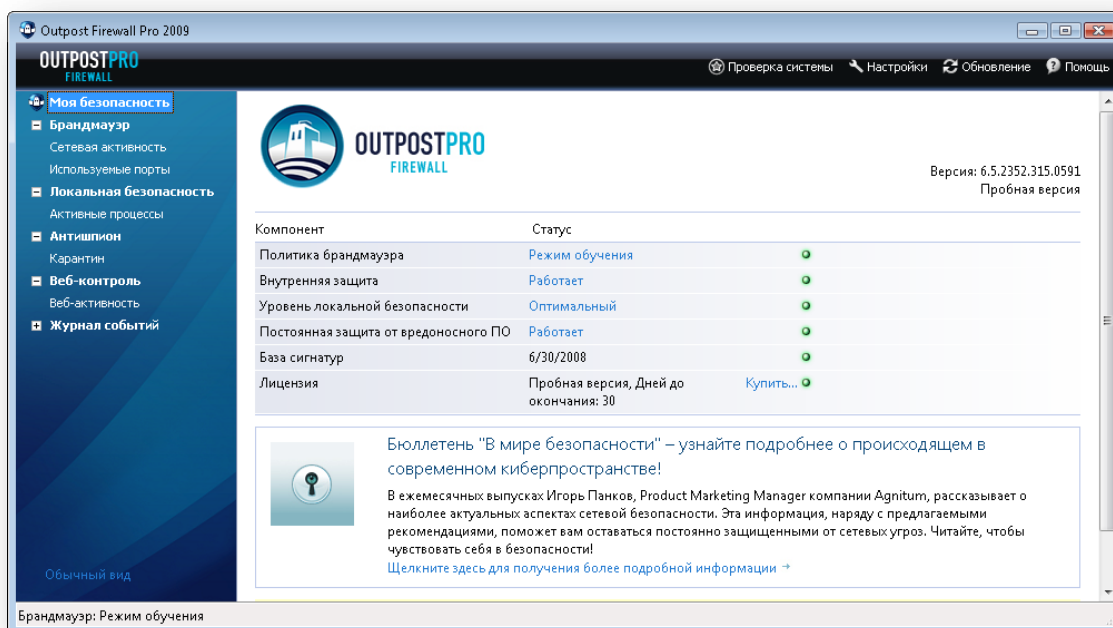 Outpost Firewall Pro 2009
OUTPOSTPRO
FIREWALL
Проверка системы Настройки Обновление Помощь
Моя безопасность
Брандмауэр
Сетевая активность
Используемые порты
Локальная безопасность
Активные процессы
Антишпион
Карантин
Веб-контроль
Веб-активность
Журнал событий
Обычный вид
OUTPOSTPRO
FIREWALL
Версия: 6.5.2352.315.0591
Пробная версия
Компонент Статус
Политика брандмауэра Режим обучения
Внутренняя защита Работает
Уровень локальной безопасности Оптимальный
Постоянная защита от вредоносного ПО Работает
База сигнатур 6/30/2008
Лицензия Пробная версия, Дней до Купить...
окончания: 30
Бюллетень "В мире безопасности" – узнайте подробнее о происходящем в
современном киберпространстве!
В ежемесячных выпусках Игорь Панков, Product Marketing Manager компании Agnitum, рассказывает о
наиболее актуальных аспектах сетевой безопасности. Эта информация, наряду с предлагаемыми
рекомендациями, поможет вам оставаться постоянно защищенными от сетевых угроз. Читайте, чтобы
чувствовать себя в безопасности!
Щелкните здесь для получения более подробной информации →
Брандмауэр: Режим обучения